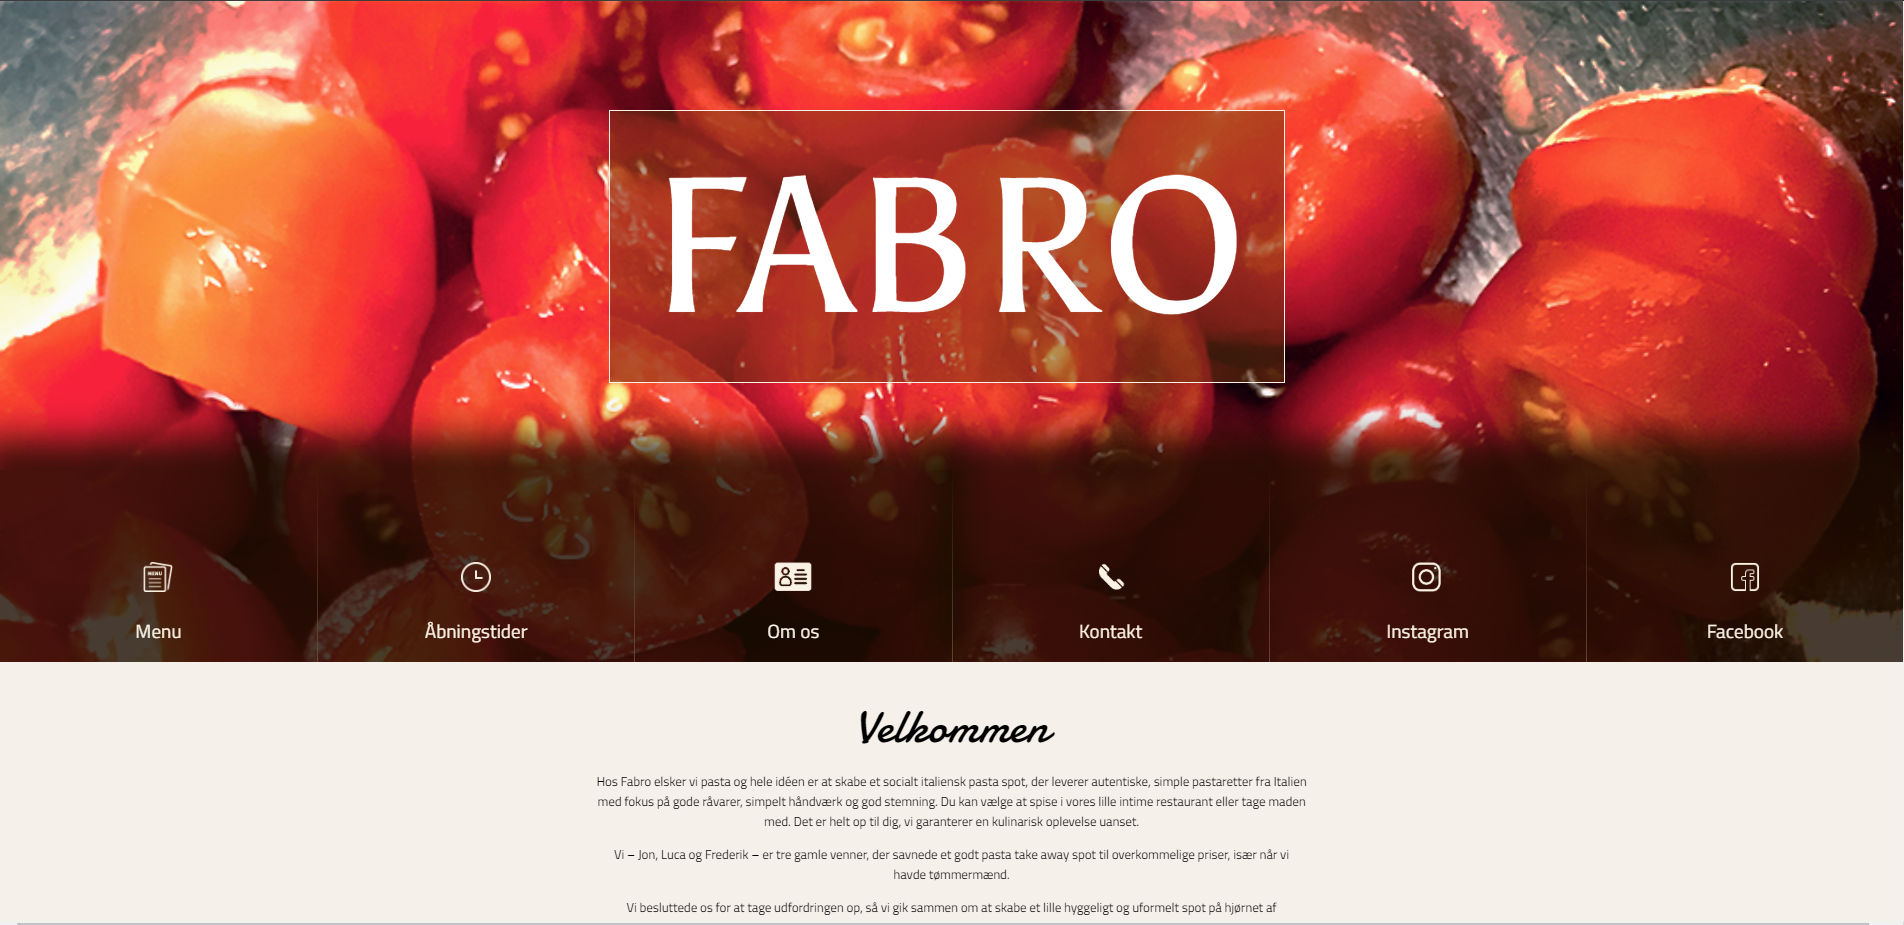 FABRO
MENU
Menu
Åbningstider
Om os
Kontakt
Instagram
Facebook
Velkommen
Hos Fabro elsker vi pasta og hele idéen er at skabe et socialt italiensk pasta spot, der leverer autentiske, simple pastaretter fra Italien
med fokus på gode råvarer, simpelt håndværk og god stemning. Du kan vælge at spise i vores lille intime restaurant eller tage maden
med. Det er helt op til dig, vi garanterer en kulinarisk oplevelse uanset.
Vi – Jon, Luca og Frederik – er tre gamle venner, der savnede et godt pasta take away spot til overkommelige priser, især når vi
havde tømmermænd.
Vi besluttede os for at tage udfordringen op, så vi gik sammen om at skabe et lille hyggeligt og uformelt spot på hjørnet af